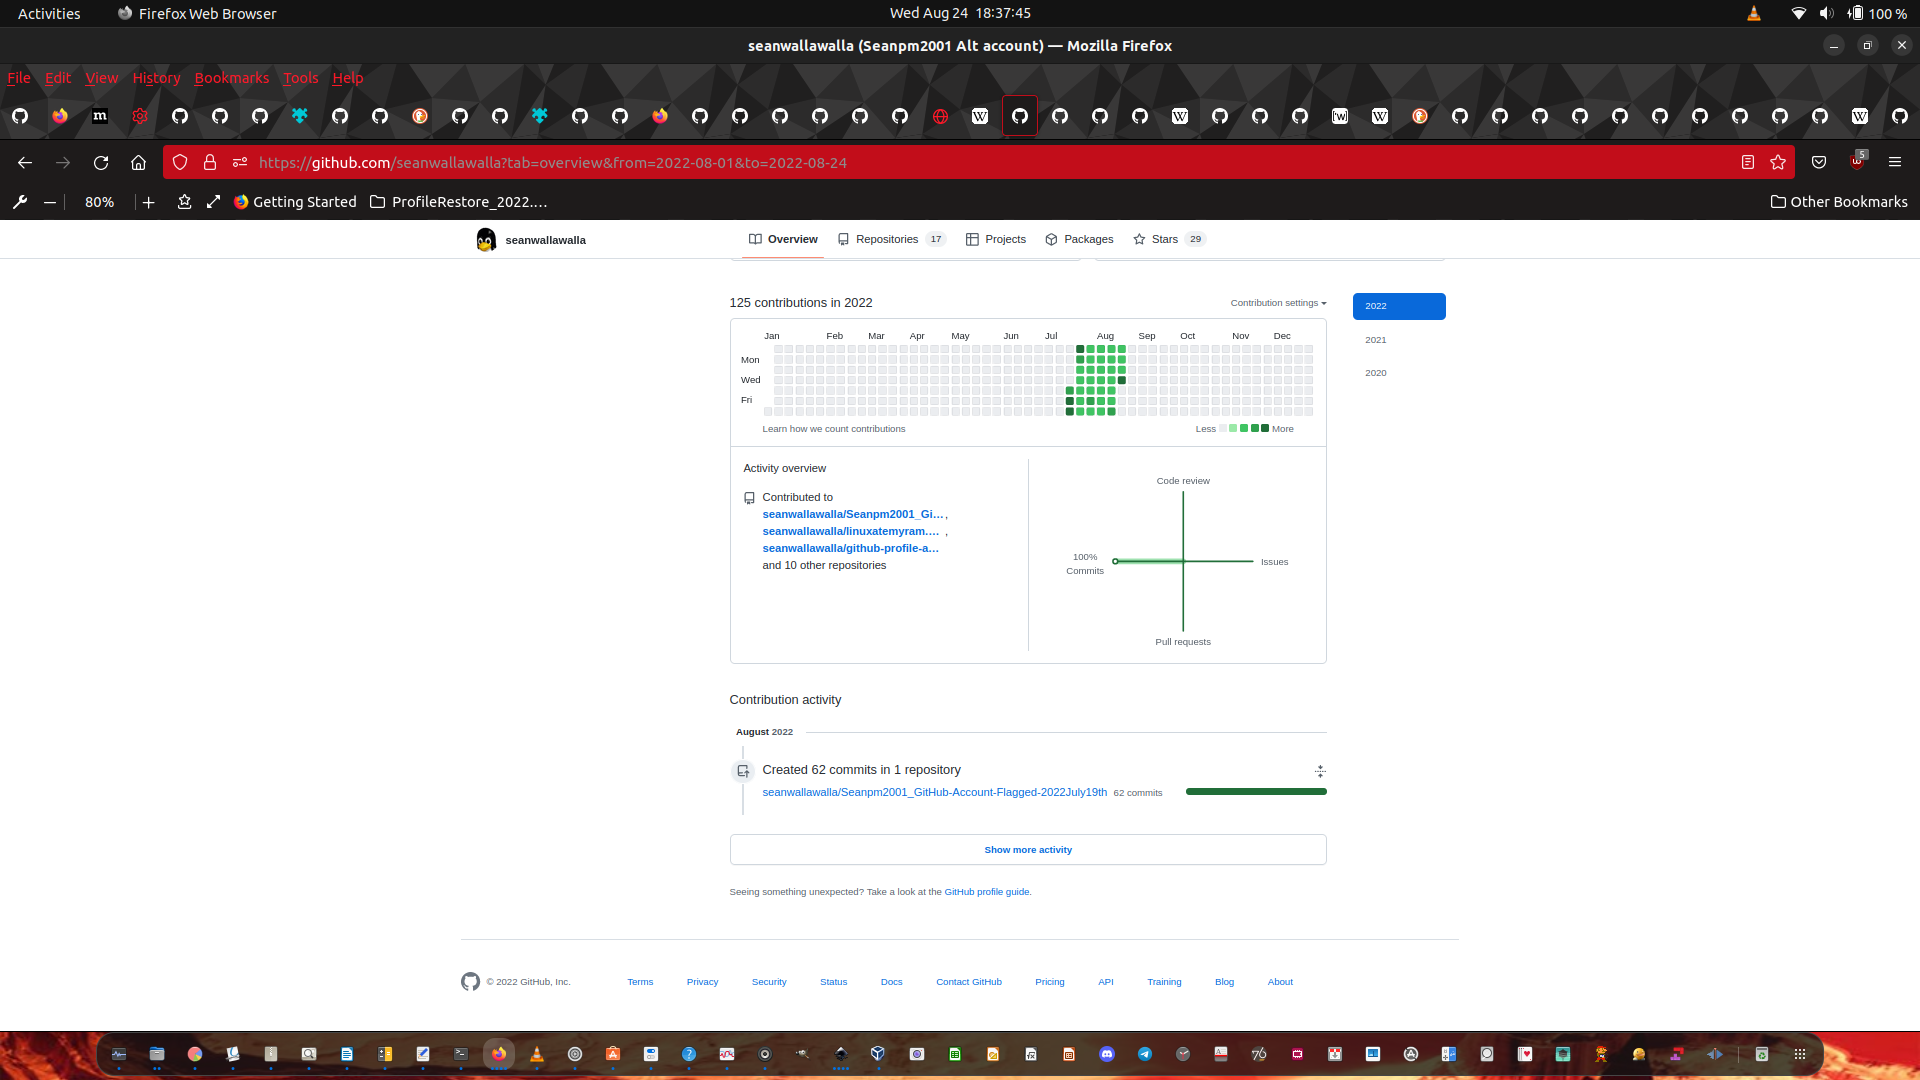 Activities Firefox Web Browser Wed Aug 24 18:37:45 100 %
seanwallawalla (Seanpm2001 Alt account) — Mozilla Firefox
File Edit View History Bookmarks Tools Help
https://github.com/seanwallawalla?tab=overview&from=2022-08-01&to=2022-08-24 5
80% Getting Started ProfileRestore_2022.… Other Bookmarks
seanwallawalla Overview Repositories 17 Projects Packages Stars 29
125 contributions in 2022 Contribution settings 2022
2021
2020
Jan Feb Mar Apr May Jun Jul Aug Sep Oct Nov Dec
Mon
Wed
Fri
Learn how we count contributions Less More
Activity overview
Contributed to
seanwallawalla/Seanpm2001_Gi… ,
seanwallawalla/linuxatemyram.… ,
seanwallawalla/github-profile-a…
and 10 other repositories
Code review
100%
Commits
Issues
Pull requests
Contribution activity
August 2022
Created 62 commits in 1 repository
seanwallawalla/Seanpm2001_GitHub-Account-Flagged-2022July19th 62 commits
Show more activity
Seeing something unexpected? Take a look at the GitHub profile guide.
© 2022 GitHub, Inc. Terms Privacy Security Status Docs Contact GitHub Pricing API Training Blog About